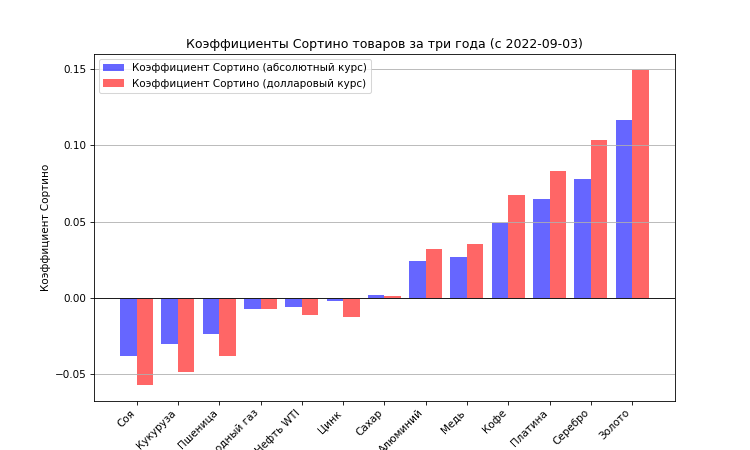 Коэффициенты Сортино товаров за три года (с 2022-09-03)
Коэффициент Сортино (абсолютный курс)
Коэффициент Сортино (долларовый курс)
Коэффициент Сортино
0.15
0.10
0.05
0.00
−0.05
Соя
Кукуруза
Пшеница
газ
Нефть WTI
Цинк
Сахар
Алюминий
Медь
Кофе
Платина
Серебро
Золото